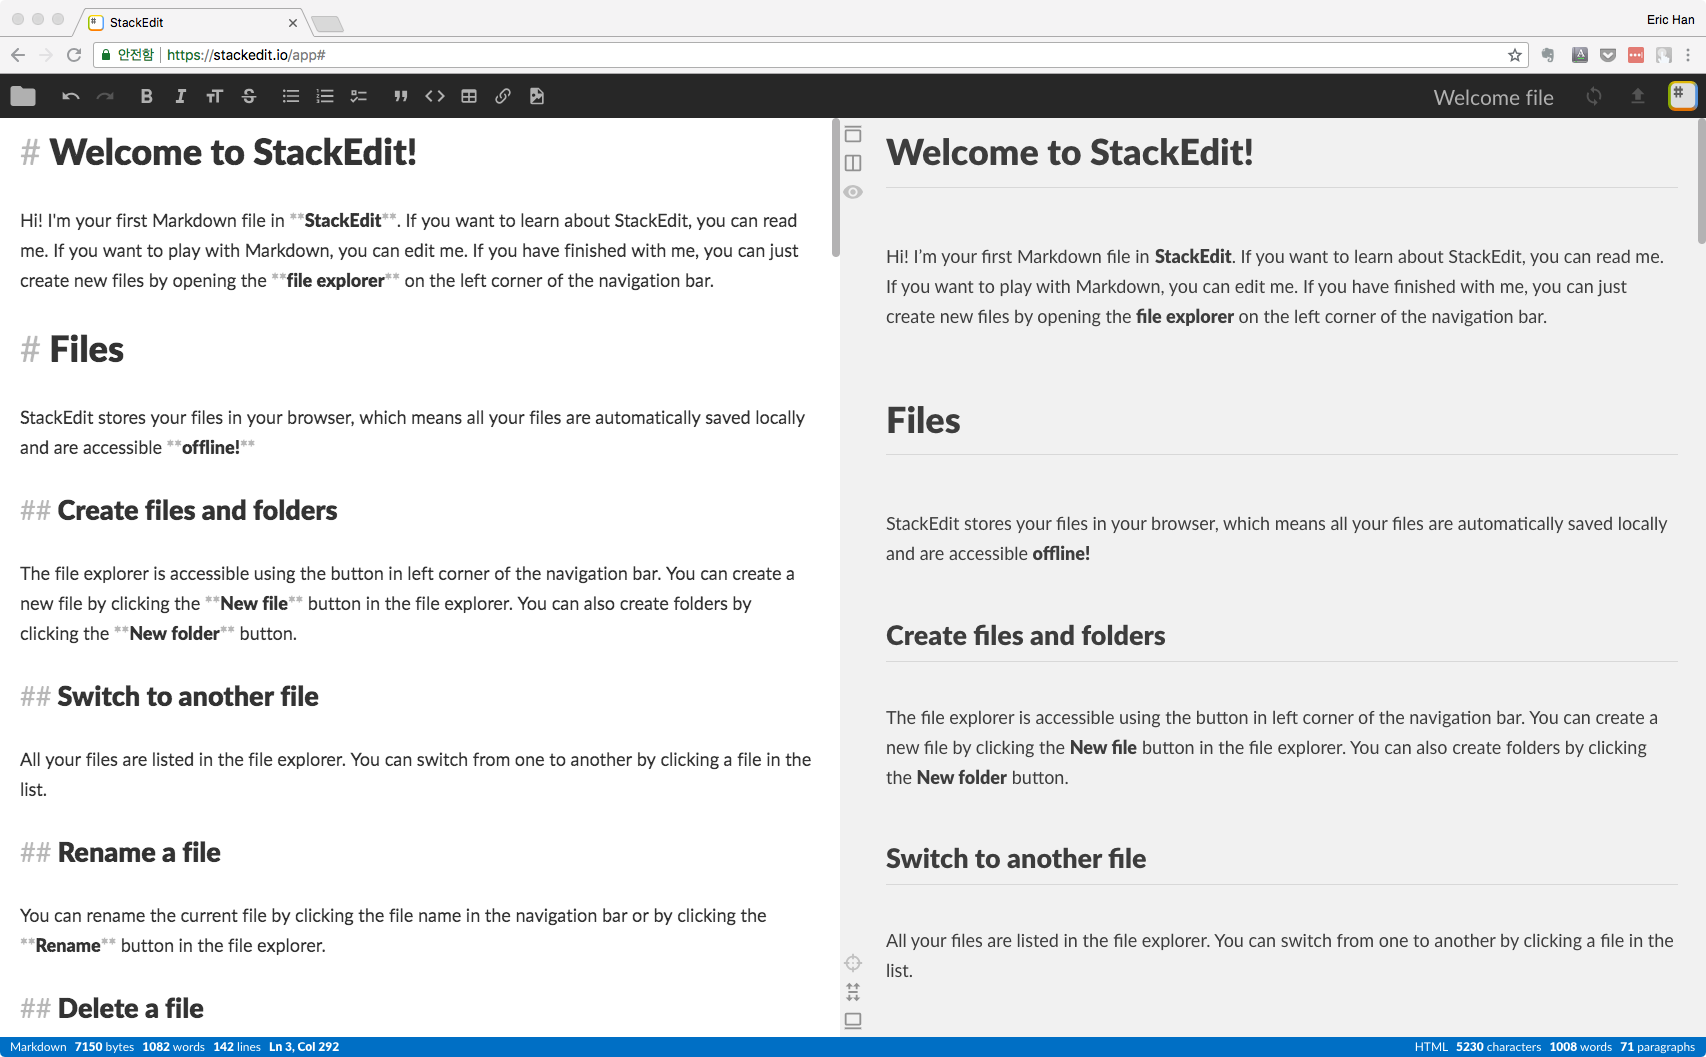 StackEdit
Eric Han
안전함 https://stackedit.io/app#
Welcome file
# Welcome to StackEdit!
Hi! I'm your first Markdown file in **StackEdit**. If you want to learn about StackEdit, you can read
me. If you want to play with Markdown, you can edit me. If you have finished with me, you can just
create new files by opening the **file explorer** on the left corner of the navigation bar.
# Files
StackEdit stores your files in your browser, which means all your files are automatically saved locally
and are accessible **offline!**
## Create files and folders
The file explorer is accessible using the button in left corner of the navigation bar. You can create a
new file by clicking the **New file** button in the file explorer. You can also create folders by
clicking the **New folder** button.
## Switch to another file
All your files are listed in the file explorer. You can switch from one to another by clicking a file in the
list.
## Rename a file
You can rename the current file by clicking the file name in the navigation bar or by clicking the
**Rename** button in the file explorer.
## Delete a file
Welcome to StackEdit!
Hi! I’m your first Markdown file in StackEdit. If you want to learn about StackEdit, you can read me.
If you want to play with Markdown, you can edit me. If you have finished with me, you can just
create new files by opening the file explorer on the left corner of the navigation bar.
Files
StackEdit stores your files in your browser, which means all your files are automatically saved locally
and are accessible offline!
Create files and folders
The file explorer is accessible using the button in left corner of the navigation bar. You can create a
new file by clicking the New file button in the file explorer. You can also create folders by clicking
the New folder button.
Switch to another file
All your files are listed in the file explorer. You can switch from one to another by clicking a file in the
list.
Markdown 7150 bytes 1082 words 142 lines Ln 3, Col 292
HTML 5230 characters 1008 words 71 paragraphs